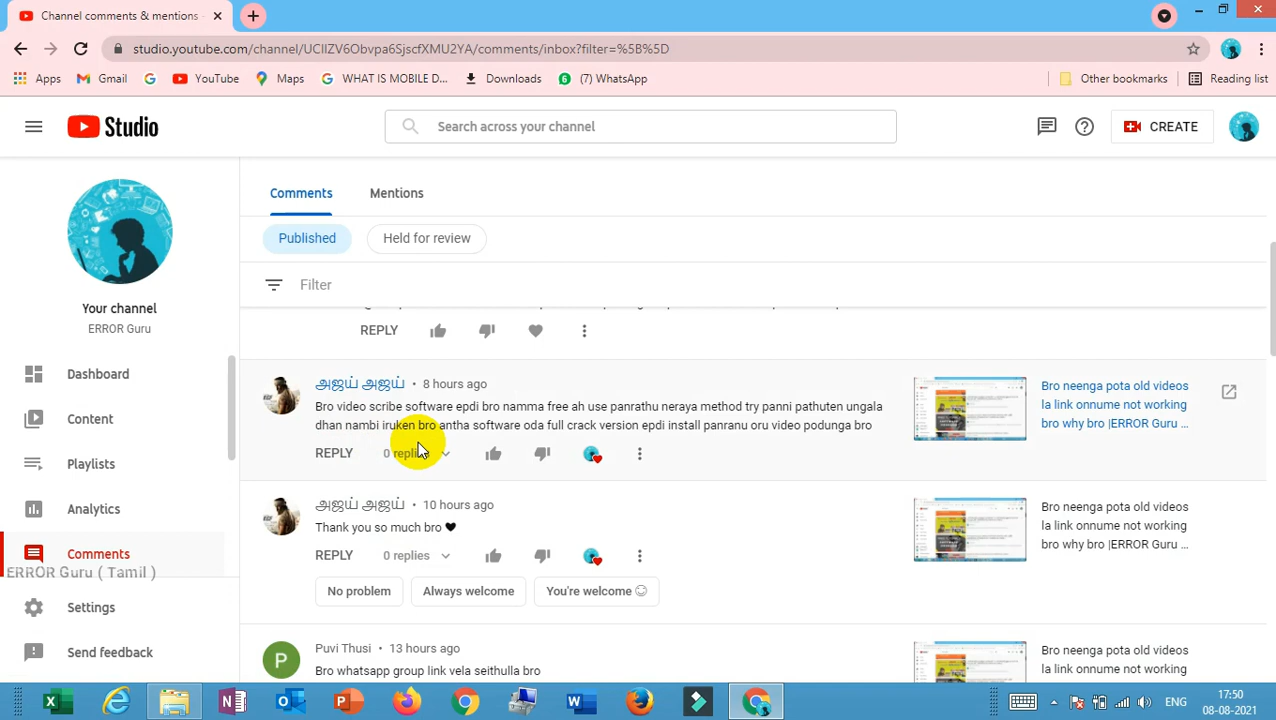 Channel comments & mentions -
studio.youtube.com/channel/UCIIZV6Obvpa6SjscfXMU2YA/comments/inbox?filter=%5B%5D
Apps Gmail YouTube Maps WHAT IS MOBILE D... Downloads (7) WhatsApp Other bookmarks Reading list
Studio
Search across your channel
CREATE
Your channel
ERROR Guru
Dashboard
Content
Playlists
Analytics
Comments
ERROR Guru ( Tamil )
Settings
Send feedback
Comments Mentions
Published Held for review
Filter
REPLY
அஜய் அஜய் • 8 hours ago
Bro video scribe software epdi bro namma free ah use panrathu neraya method try panni pathuten ungala
dhan nambi iruken bro antha software oda full crack version epdi install panranu oru video podunga bro
REPLY 0
Bro neenga pota old videos
la link onnume not working
bro why bro |ERROR Guru ...
அஜய் அஜய் • 10 hours ago
Thank you so much bro ♥
REPLY 0 replies
No problem Always welcome You're welcome ☺
Bro neenga pota old videos
la link onnume not working
bro why bro |ERROR Guru ...
P
Puvi Thusi • 13 hours ago
Bro whatsapp group link vela seithulla bro
Bro neenga pota old videos
la link onnume not working
ENG
17:50
08-08-2021